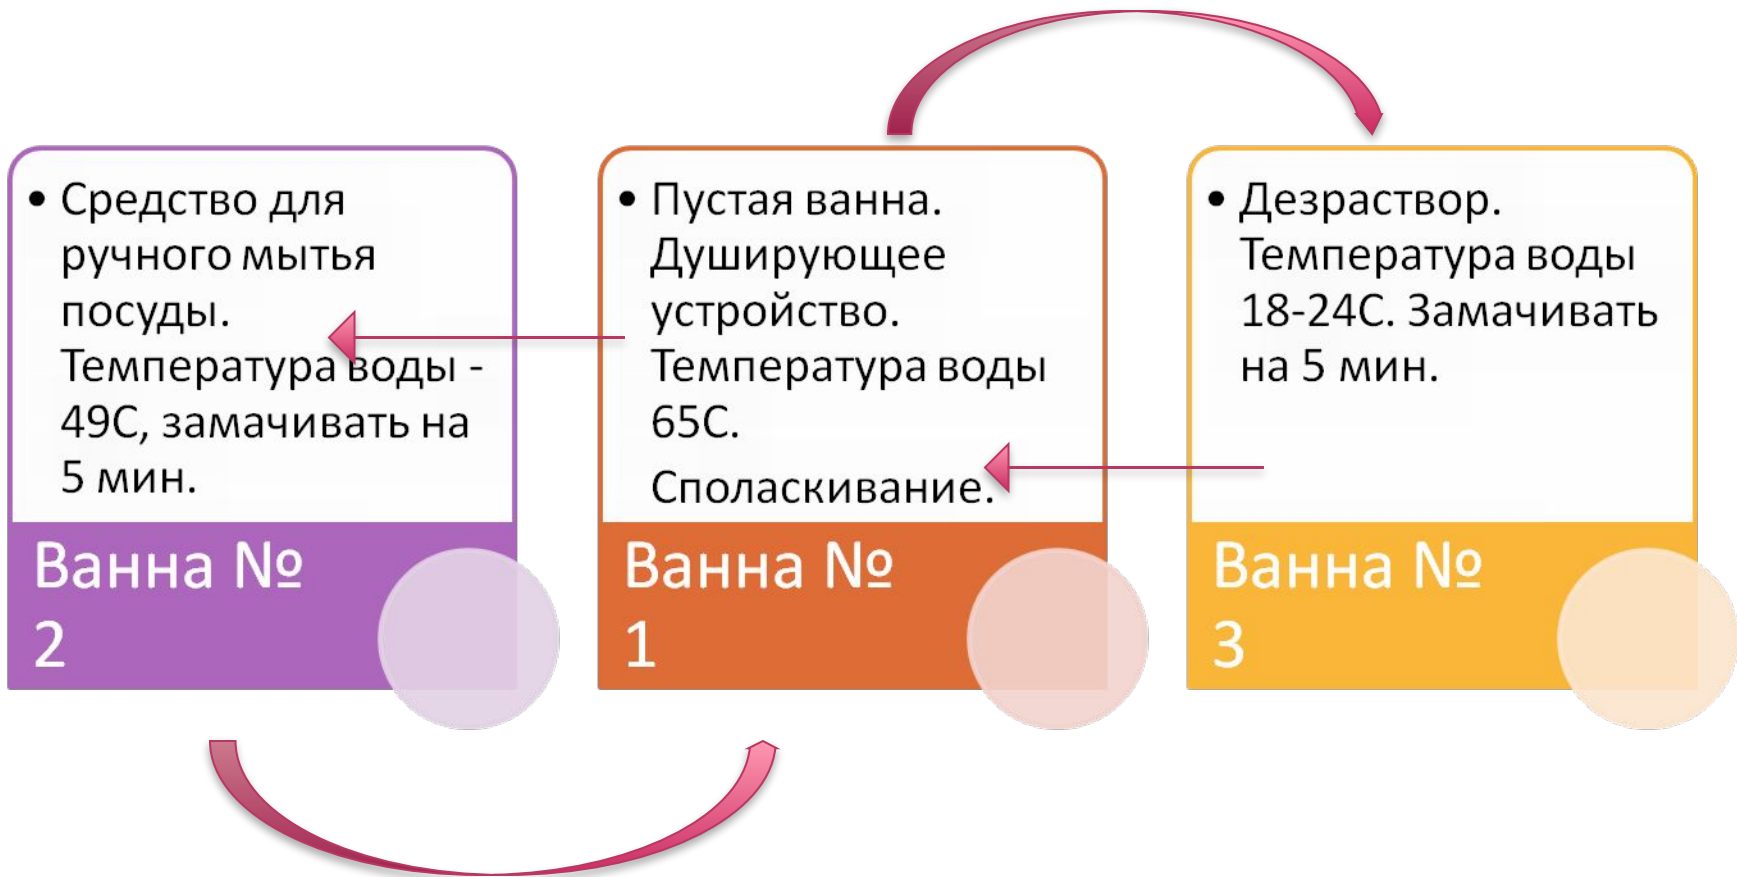 • Средство для
ручного мытья
посуды.
Температура воды -
49С, замачивать на
5 мин.
Ванна №
2
• Пустая ванна.
Душирующее
устройство.
Температура воды
65С.
Споласкивание.
Ванна №
1
• Дезраствор.
Температура воды
18-24С. Замачивать
на 5 мин.
Ванна №
3